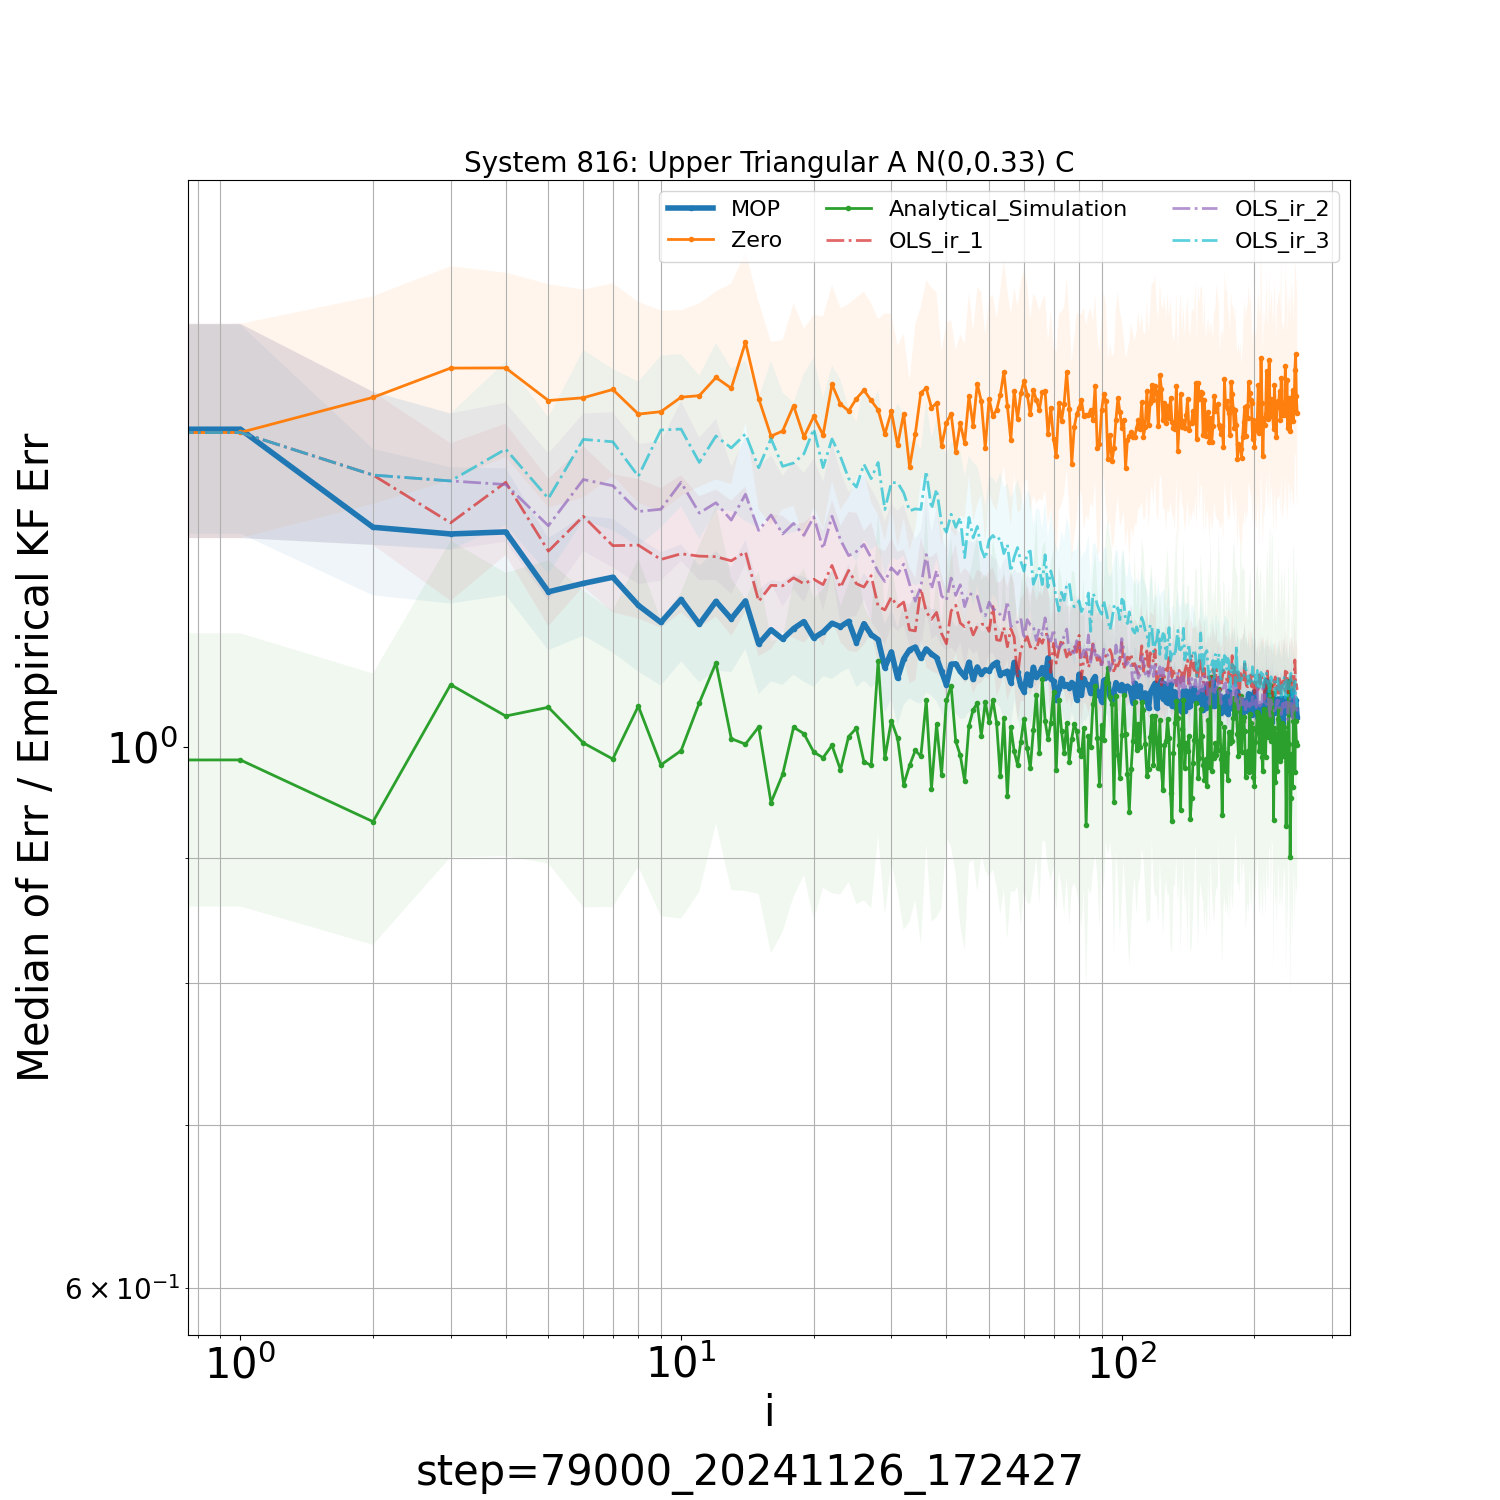 System 816: Upper Triangular A N(0,0.33) C
MOP
Zero
Analytical_Simulation
OLS_ir_1
OLS_ir_2
OLS_ir_3
Median of Err / Empirical KF Err
10⁰
6 × 10⁻¹
10⁰ 10¹ 10²
i
step=79000_20241126_172427